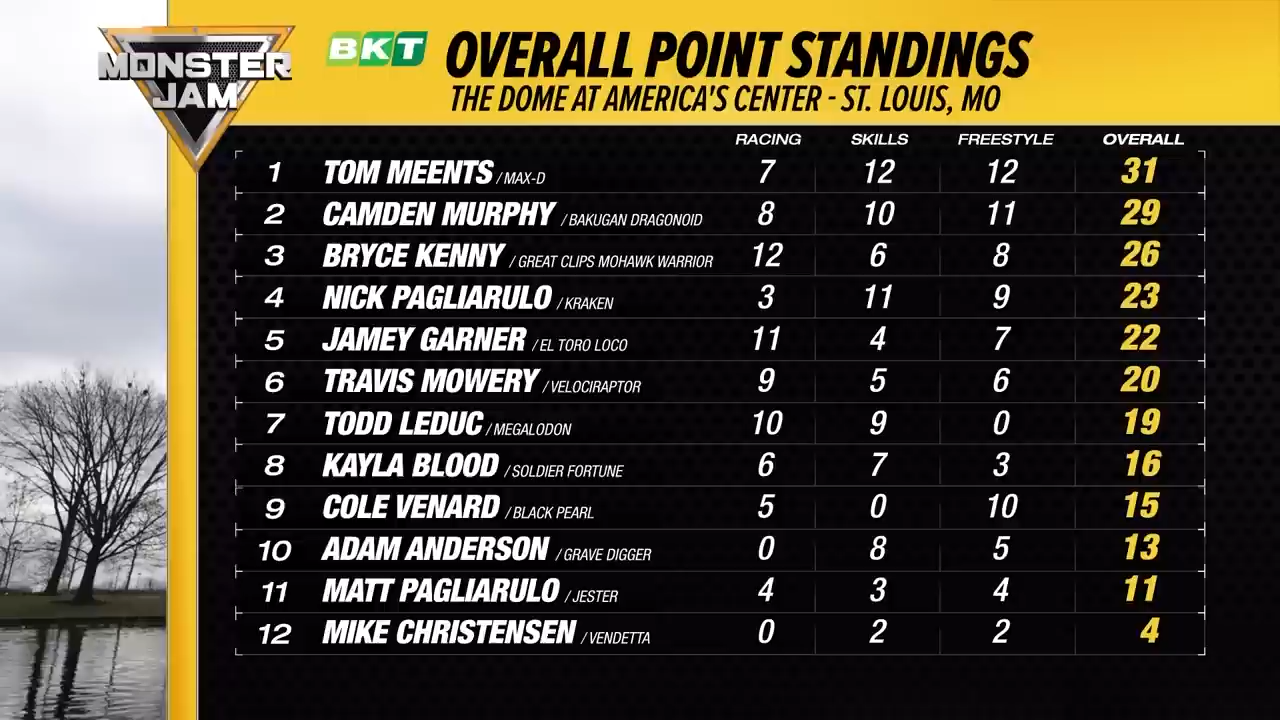 MONSTER JAM
BKT OVERALL POINT STANDINGS
THE DOME AT AMERICA'S CENTER - ST. LOUIS, MO
RACING SKILLS FREESTYLE OVERALL
1 TOM MEENTS / MAX-D 7 12 12 31
2 CAMDEN MURPHY / BAKUGAN DRAGONOID 8 10 11 29
3 BRYCE KENNY / GREAT CLIPS MOHAWK WARRIOR 12 6 8 26
4 NICK PAGLIARULO / KRAKEN 3 11 9 23
5 JAMEY GARNER / EL TORO LOCO 11 4 7 22
6 TRAVIS MOWERY / VELOCIRAPTOR 9 5 6 20
7 TODD LEDUC / MEGALODON 10 9 0 19
8 KAYLA BLOOD / SOLDIER FORTUNE 6 7 3 16
9 COLE VENARD / BLACK PEARL 5 0 10 15
10 ADAM ANDERSON / GRAVE DIGGER 0 8 5 13
11 MATT PAGLIARULO / JESTER 4 3 4 11
12 MIKE CHRISTENSEN / VENDETTA 0 2 2 4